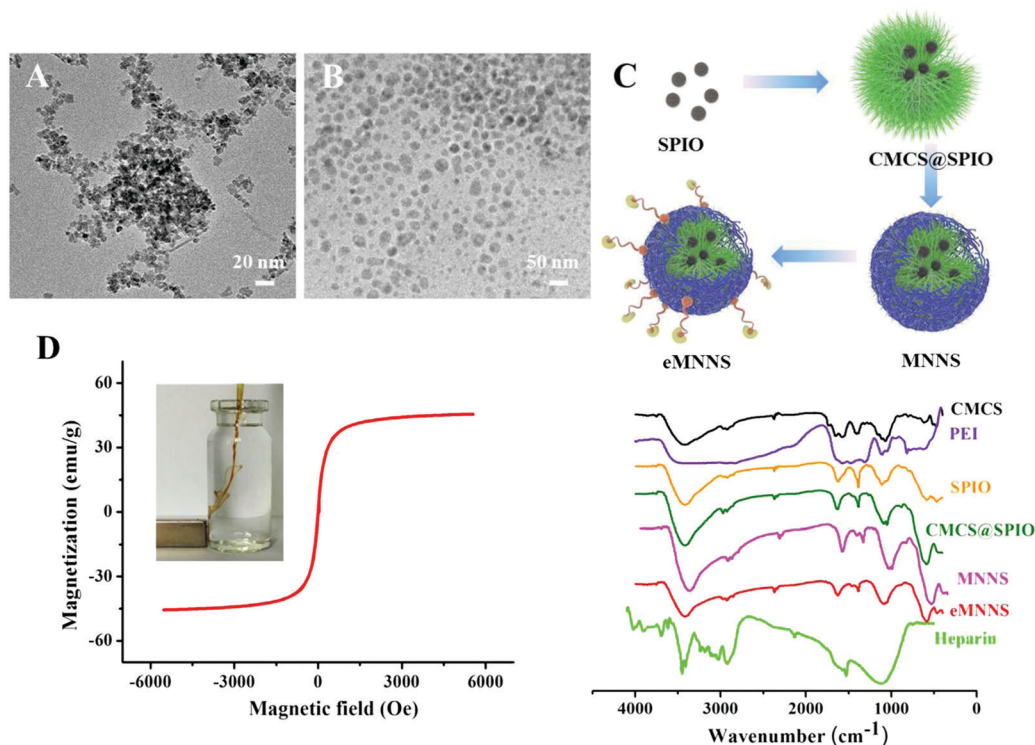 A
20 nm
B
50 nm
C
SPIO
CMCS@SPIO
eMNNS
MNNS
D
Magnetization (emu/g)
60
30
0
-30
-60
-6000 -3000 0 3000 6000
Magnetic field (Oe)
CMCS
PEI
SPIO
CMCS@SPIO
MNNS
eMNNS
Heparin
4000 3000 2000 1000 0
Wavenumber (cm⁻¹)